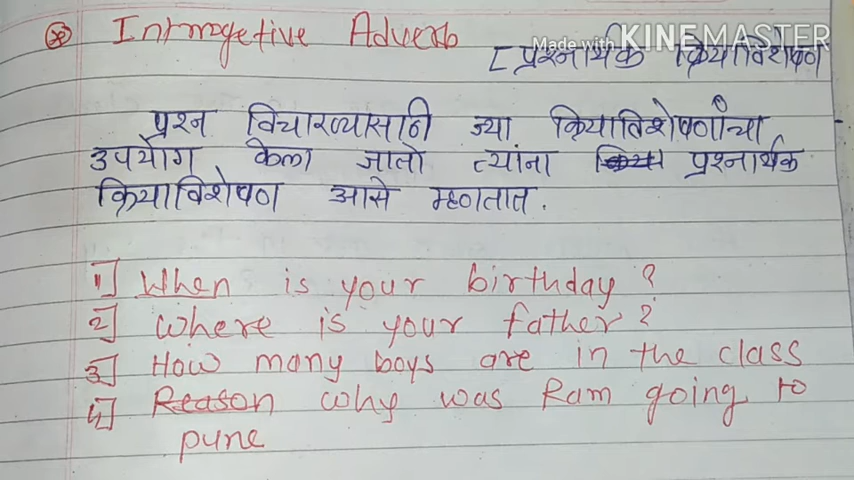 Intrrogetive Adverb
Made with KINEMASTER
[प्रश्नार्थक क्रियाविशेषण
प्रश्न विचारण्यासाठी ज्या क्रियाविशेषणांचा
उपयोग केला जातो त्यांना क्रिया प्रश्नार्थक
क्रियाविशेषण आसे म्हणतात.
1] When is your birthday?
2] Where is your father?
3] How many boys are in the class
4] Reason why was Ram going to
pune